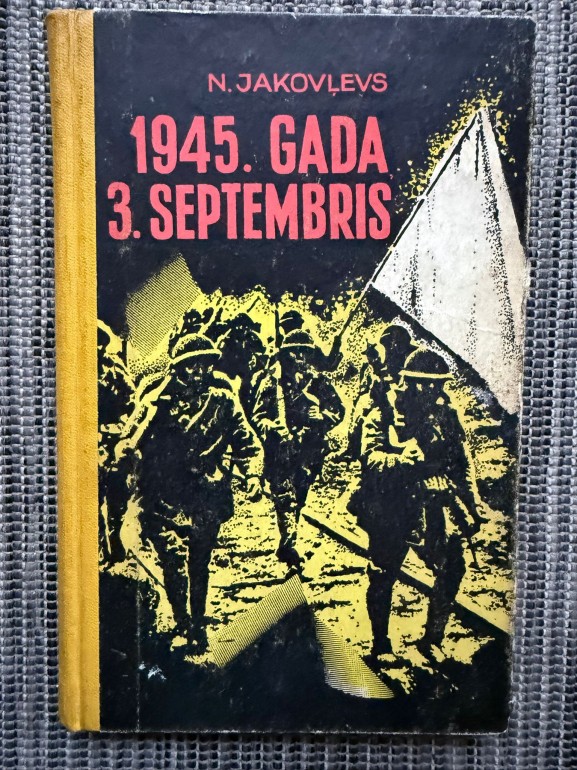 N. JAKOVĻEVS
1945. GADA
3. SEPTEMBRIS